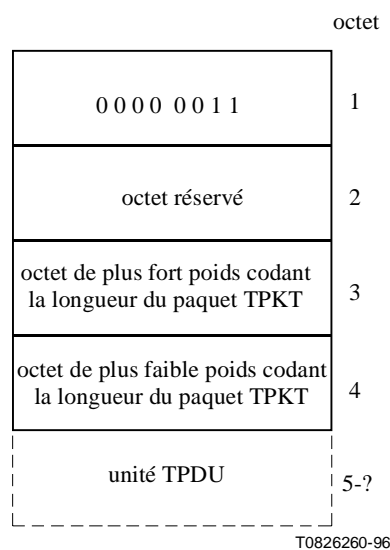 octet
0 0 0 0 0 0 1 1
1
octet réservé
2
octet de plus fort poids codant
la longueur du paquet TPKT
3
octet de plus faible poids codant
la longueur du paquet TPKT
4
unité TPDU
5-?
T0826260-96